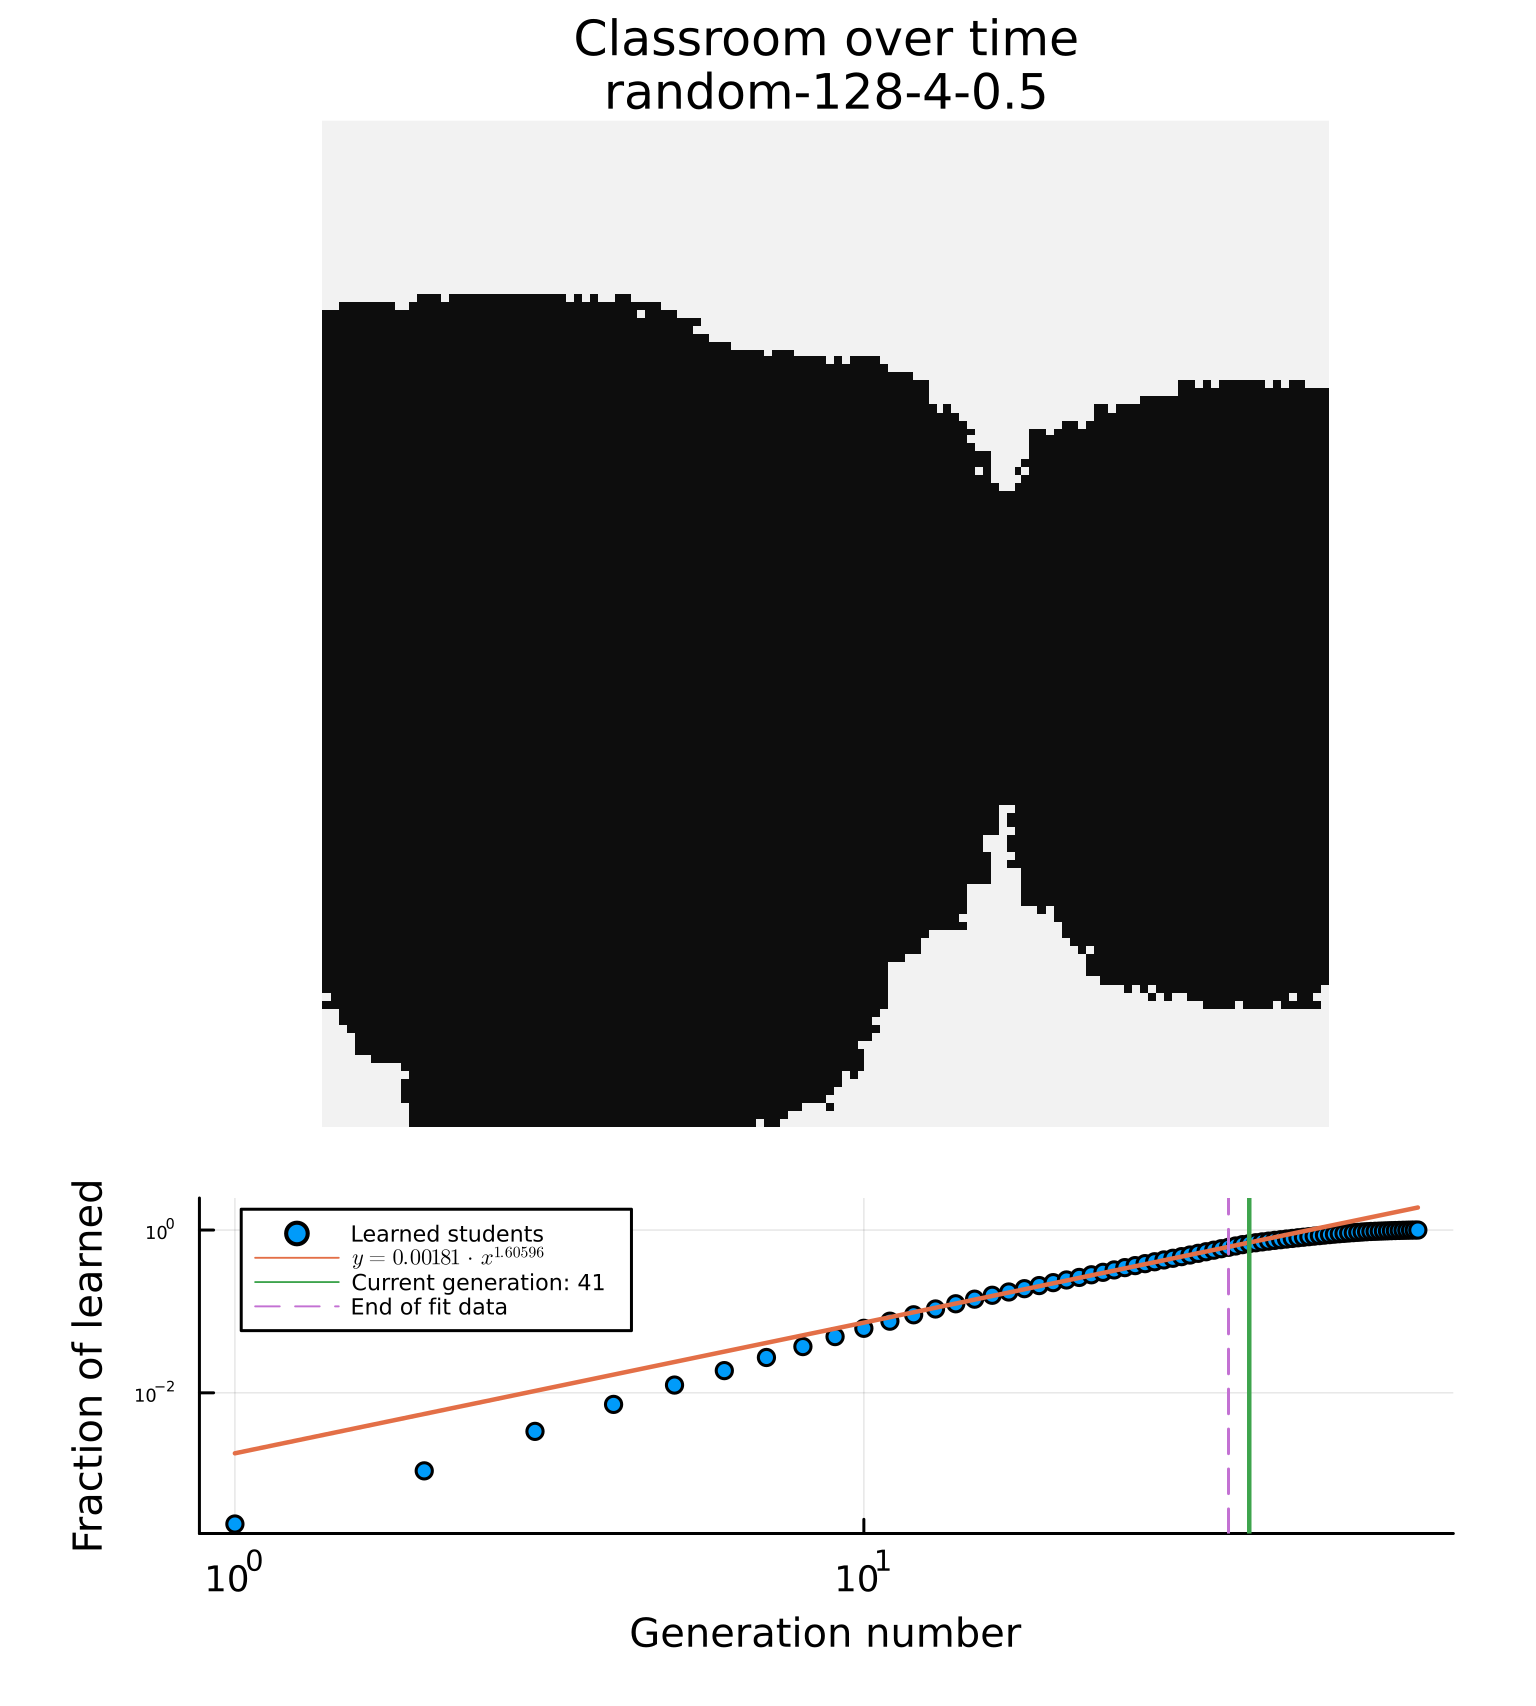 Classroom over time
random-128-4-0.5
Fraction of learned
10⁰
10⁻²
Learned students
y = 0.00181 · x^1.60596
Current generation: 41
End of fit data
10⁰
10¹
Generation number